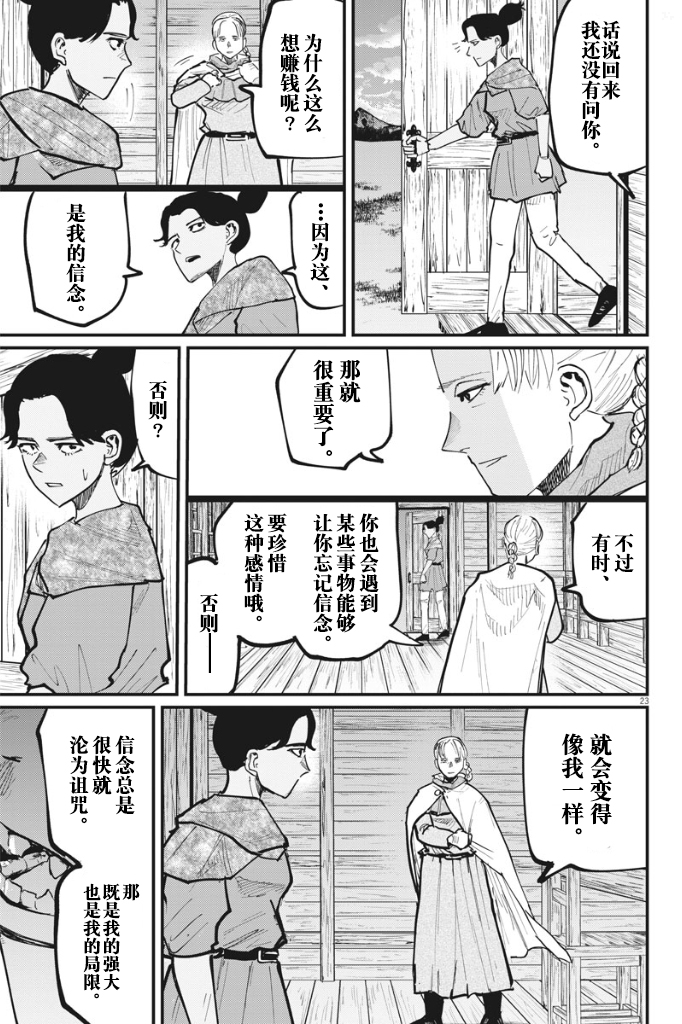 话说回来
我还没有问你。
为什么这么
想赚钱呢？
…因为这、
是我的信念。
那就
很重要了。
否则？
不过
有时、
你也会遇到
某些事物能够
让你忘记信念。
要珍惜
这种感情哦。
否则——
23
就会变得
像我一样。
信念总是
很快就
沦为诅咒。
那
既是我的强大
也是我的局限。